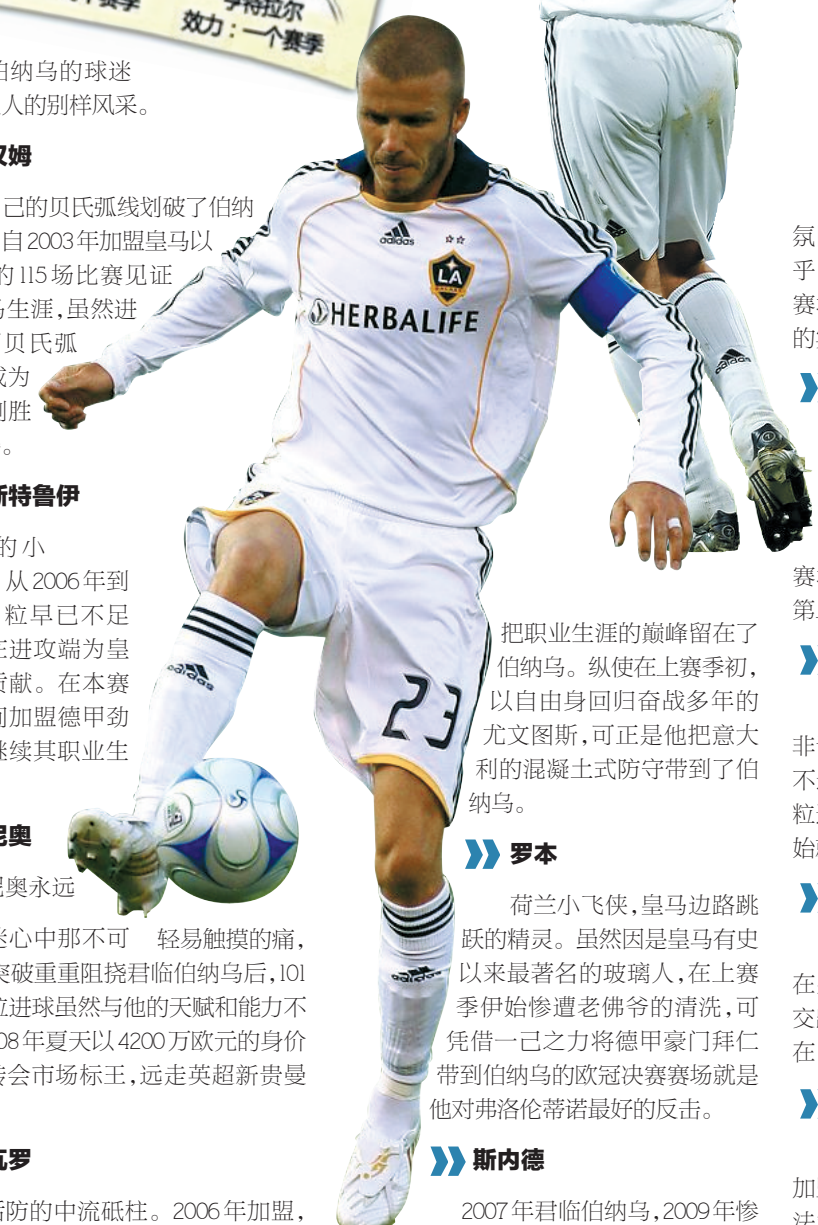 亨特拉尔
效力：一个赛季
伯纳乌的球迷
人的别样风采。
汉姆
己的贝氏弧线划破了伯纳
自2003年加盟皇马以
的115场比赛见证
马生涯，虽然进
贝氏弧
成为
制胜
。
斯特鲁伊
的小
从2006年到
粒早已不足
在进攻端为皇
贡献。在本赛
间加盟德甲劲
继续其职业生
尼奥
尼奥永远
迷心中那不可 轻易触摸的痛，
突破重重阻挠君临伯纳乌后，101
粒进球虽然与他的天赋和能力不
08年夏天以4200万欧元的身价
转会市场标王，远走英超新贵曼
瓦罗
后防的中流砥柱。2006年加盟，
adidas
LA
GALAXY
HERBALIFE
23
adidas
adidas
adidas
把职业生涯的巅峰留在了
伯纳乌。纵使在上赛季初，
以自由身回归奋战多年的
尤文图斯，可正是他把意大
利的混凝土式防守带到了伯
纳乌。
罗本
荷兰小飞侠，皇马边路跳
跃的精灵。虽然因是皇马有史
以来最著名的玻璃人，在上赛
季伊始惨遭老佛爷的清洗，可
凭借一己之力将德甲豪门拜仁
带到伯纳乌的欧冠决赛赛场就是
他对弗洛伦蒂诺最好的反击。
斯内德
2007年君临伯纳乌，2009年惨
氛
乎
赛
的
赛
第
非
不
粒
始
在
交
在
加
法